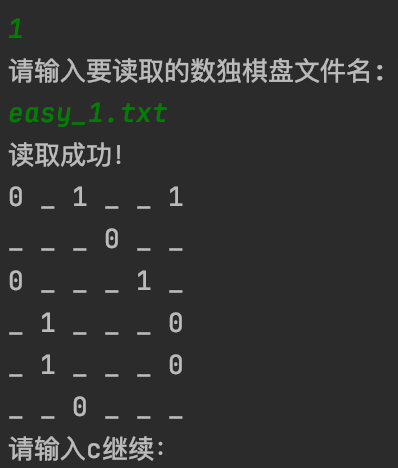 1
请输入要读取的数独棋盘文件名:
easy_1.txt
读取成功!
0 _ 1 _ _ 1
_ _ _ 0 _ _
0 _ _ _ 1 _
_ 1 _ _ _ 0
_ 1 _ _ _ 0
_ _ 0 _ _ _
请输入c继续: